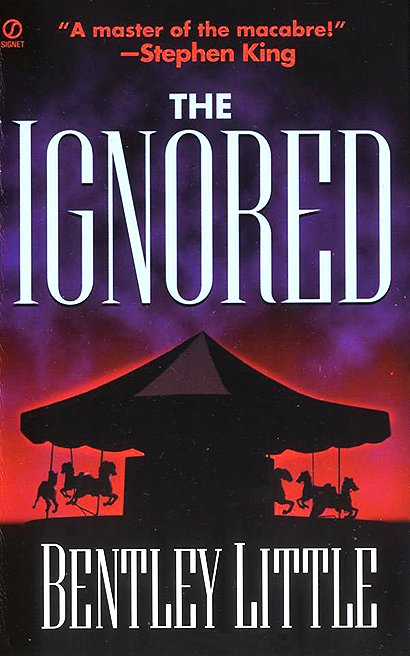 SIGNET
"A master of the macabre!"
—Stephen King
THE
IGNORED
BENTLEY LITTLE